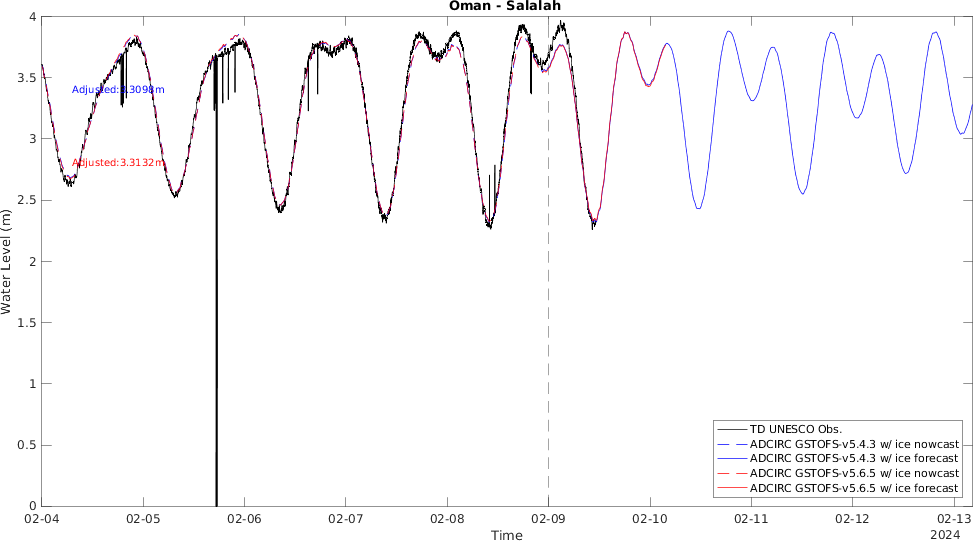 Oman - Salalah
4
3.5
3
2.5
2
1.5
1
0.5
0
Water Level (m)
Adjusted:3.3098m
Adjusted:3.3132m
TD UNESCO Obs.
ADCIRC GSTOFS-v5.4.3 w/ ice nowcast
ADCIRC GSTOFS-v5.4.3 w/ ice forecast
ADCIRC GSTOFS-v5.6.5 w/ ice nowcast
ADCIRC GSTOFS-v5.6.5 w/ ice forecast
02-04 02-05 02-06 02-07 02-08 02-09 02-10 02-11 02-12 02-13
Time
2024